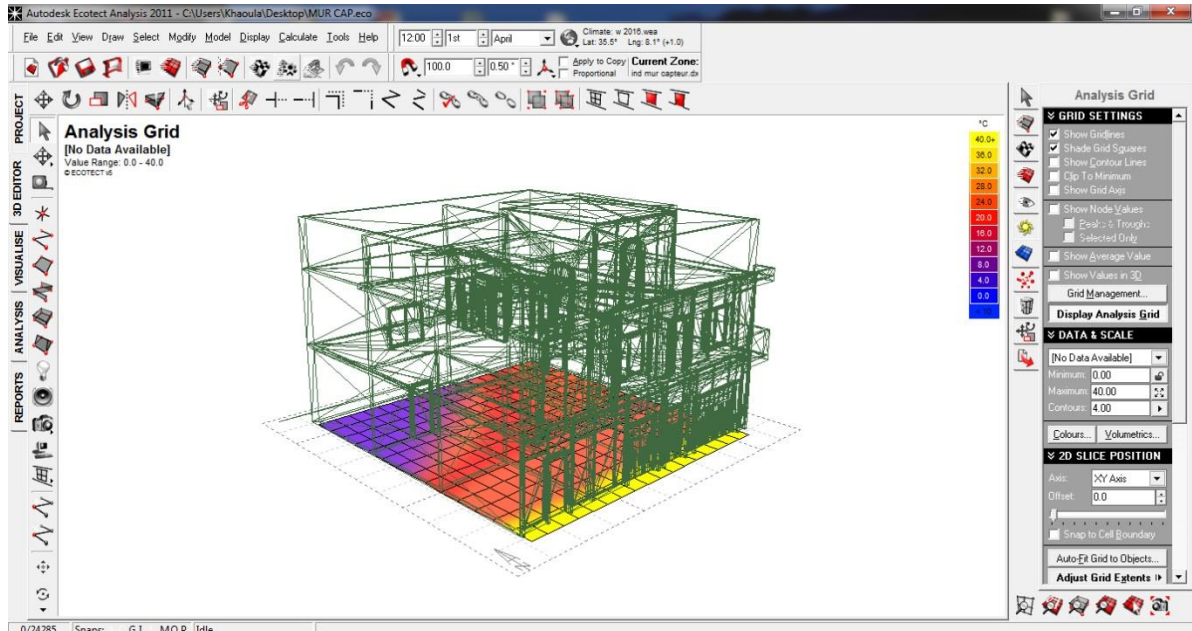 Autodesk Ecotect Analysis 2011 - C:\Users\Khaoula\Desktop\MUR CAP.eco
File Edit View Draw Select Modify Model Display Calculate Tools Help
12:00 1st April
Climate: w 2016.wea
Lat: 35.5° Lng: 8.1° (+1.0)
100.0 0.50 °
Apply to Copy
Proportional
Current Zone:
ind mur capteur.dx
PROJECT
3D EDITOR
VISUALISE
ANALYSIS
REPORTS
Analysis Grid
[No Data Available]
Value Range: 0.0 - 40.0
© ECOTECT v5
°C
40.0+
36.0
32.0
28.0
24.0
20.0
16.0
12.0
8.0
4.0
0.0
N
Analysis Grid
GRID SETTINGS
Show Gridlines
Shade Grid Squares
Show Contour Lines
Clip To Minimum
Show Grid Axis
Show Node Values
Peaks & Troughs
Selected Only
Show Average Value
Show Values in 3D
Grid Management...
Display Analysis Grid
DATA & SCALE
[No Data Available]
Minimum: 0.00
Maximum: 40.00
Contours: 4.00
Colours... Volumetrics...
2D SLICE POSITION
Axis: XY Axis
Offset: 0.0
Snap to Cell Boundary
Auto-Fit Grid to Objects...
Adjust Grid Extents
0/24285 Snaps: G I M O P Idle